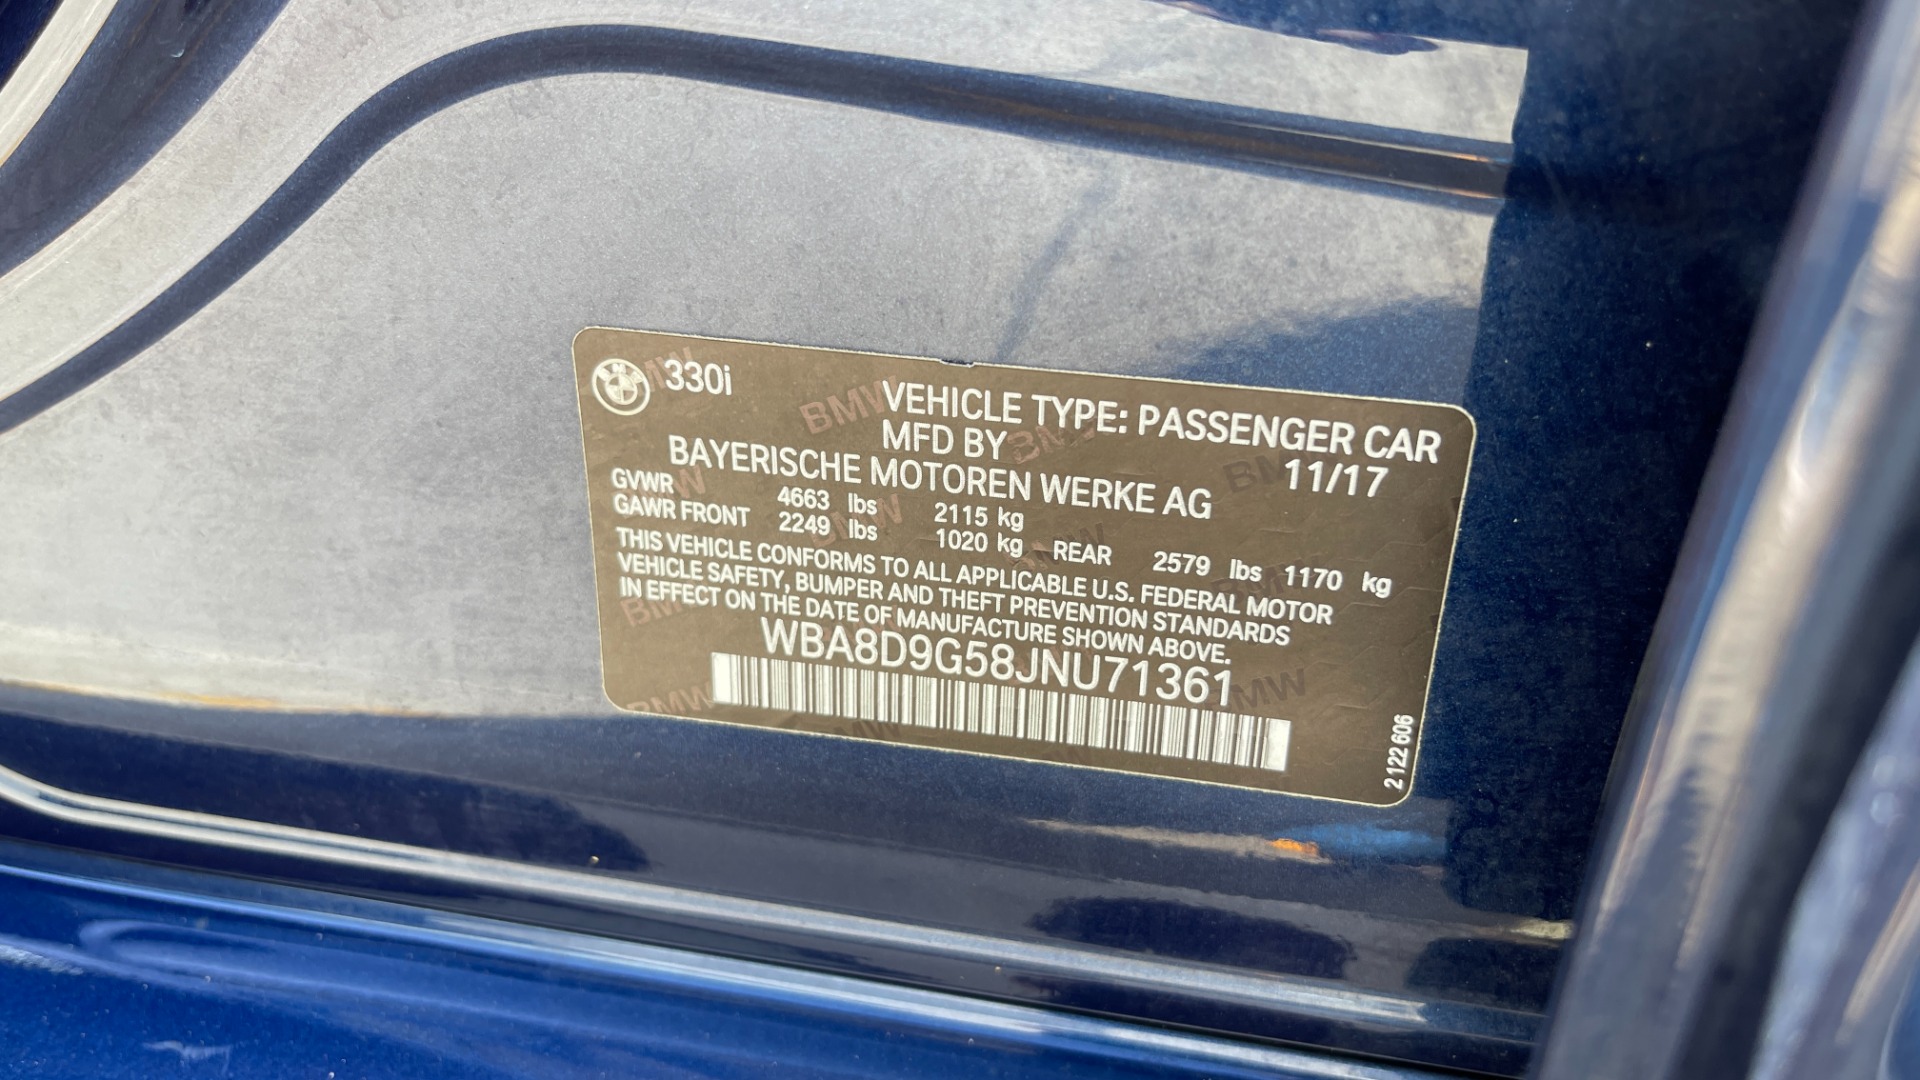 330i
VEHICLE TYPE: PASSENGER CAR
MFD BY
BAYERISCHE MOTOREN WERKE AG 11/17
GVWR 4663 lbs 2115 kg
GAWR FRONT 2249 lbs 1020 kg REAR 2579 lbs 1170 kg
THIS VEHICLE CONFORMS TO ALL APPLICABLE U.S. FEDERAL MOTOR
VEHICLE SAFETY, BUMPER AND THEFT PREVENTION STANDARDS
IN EFFECT ON THE DATE OF MANUFACTURE SHOWN ABOVE.
WBA8D9G58JNU71361
2 122 606